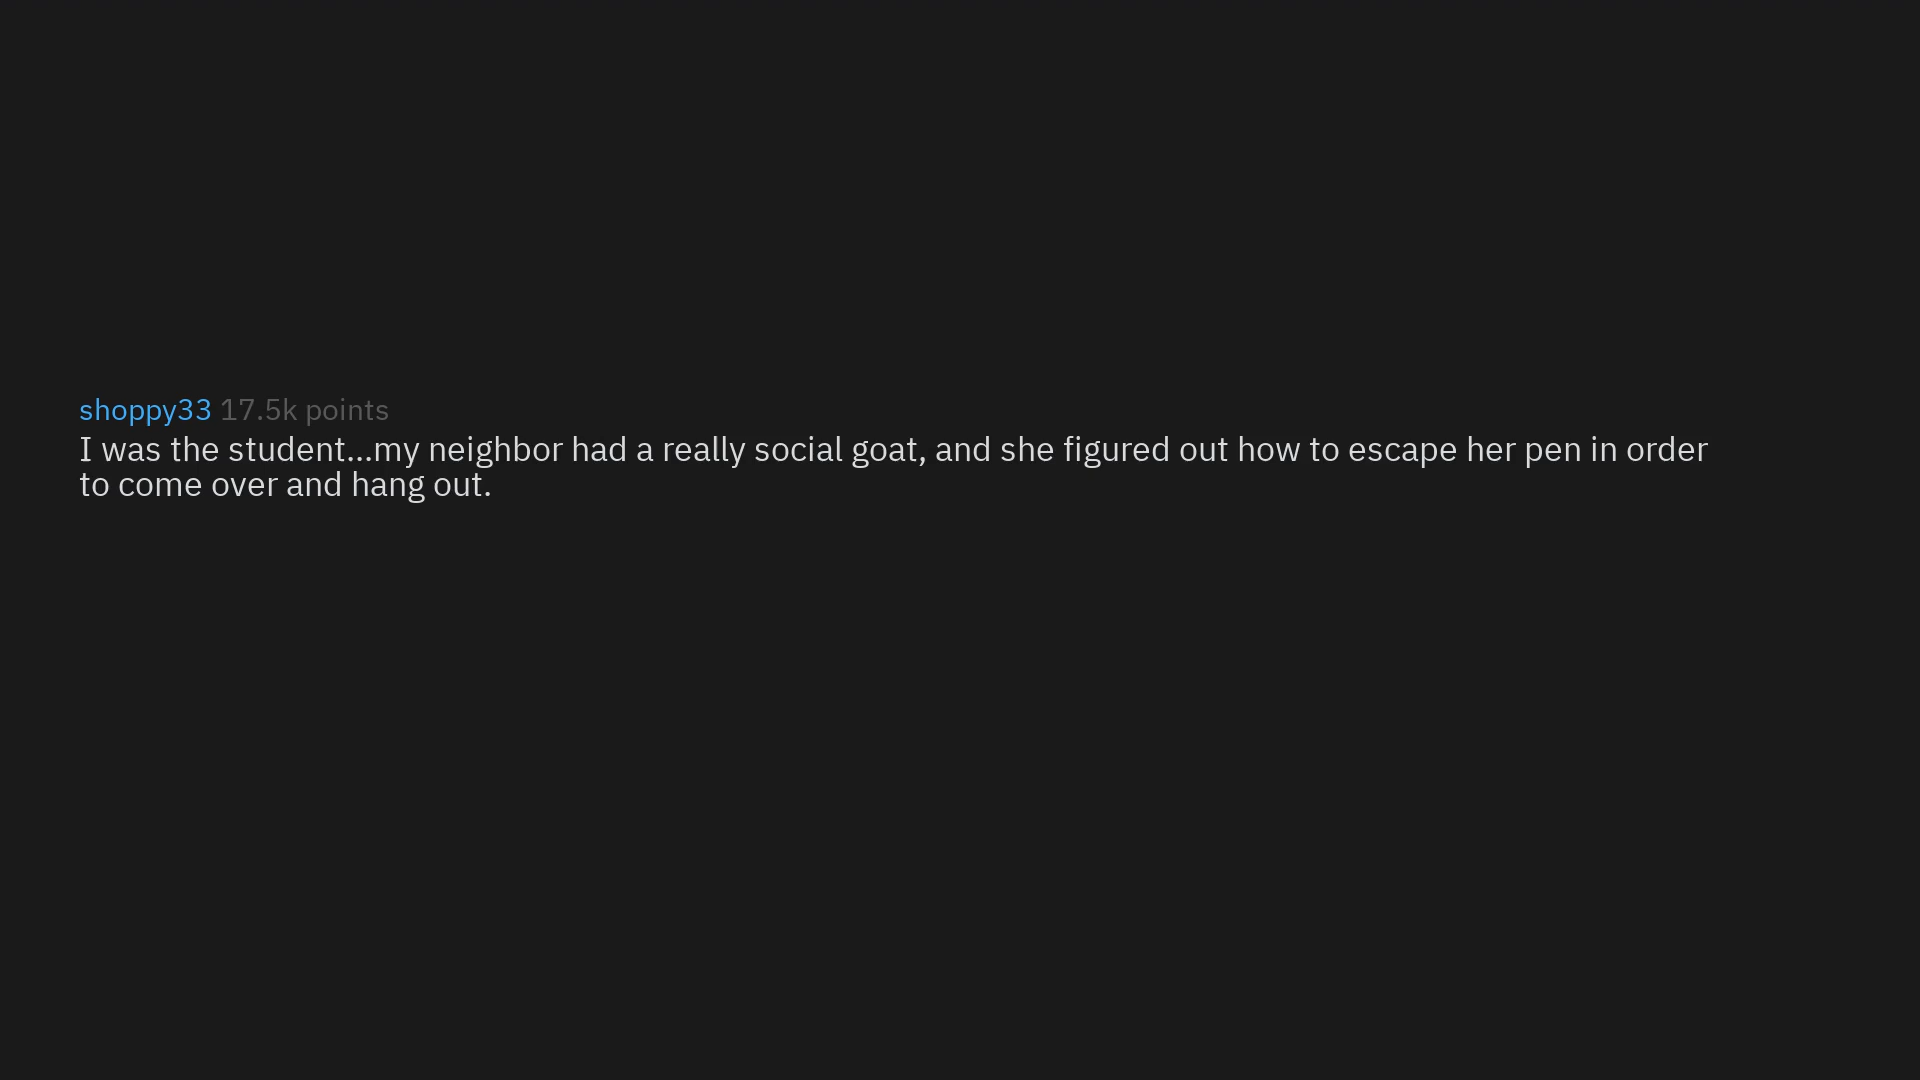 shoppy33 17.5k points
I was the student...my neighbor had a really social goat, and she figured out how to escape her pen in order
to come over and hang out.